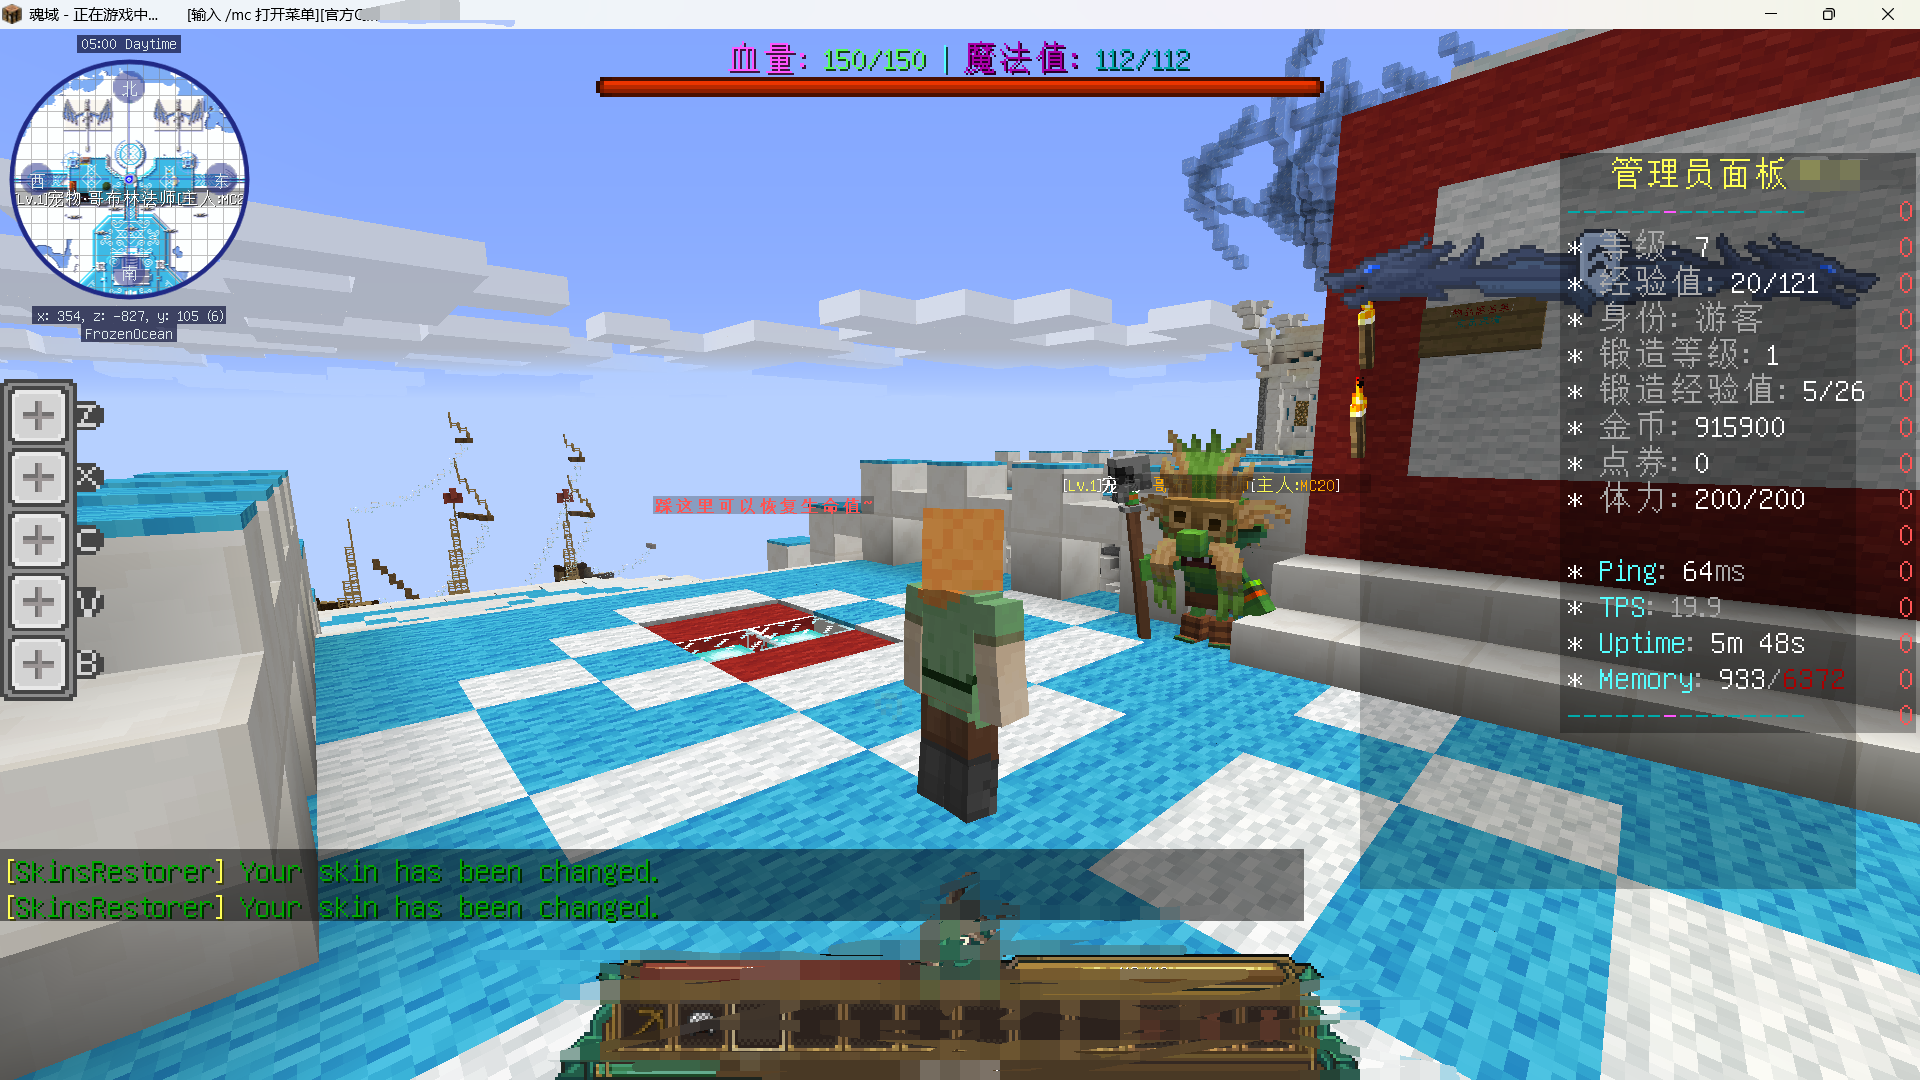 魂域 - 正在游戏中... [输入 /mc 打开菜单][官方Q
05:00 Daytime
血量: 150/150 | 魔法值: 112/112
北
西
东
[Lv.1]宠物·哥布林法师[主人:MC2
南
x: 354, z: -827, y: 105 (6)
FrozenOcean
管理员面板
0
* 等级: 7 0
* 经验值: 20/121 0
* 身份: 游客 0
* 锻造等级: 1 0
* 锻造经验值: 5/26 0
* 金币: 915900 0
* 点券: 0 0
* 体力: 200/200 0
0
* Ping: 64ms 0
* TPS: 19.9 0
* Uptime: 5m 48s 0
* Memory: 933/6372 0
0
Z
X
C
V
B
[Lv.1]宠
[主人:MC20]
踩这里可以恢复生命值~
[SkinsRestorer] Your skin has been changed.
[SkinsRestorer] Your skin has been changed.